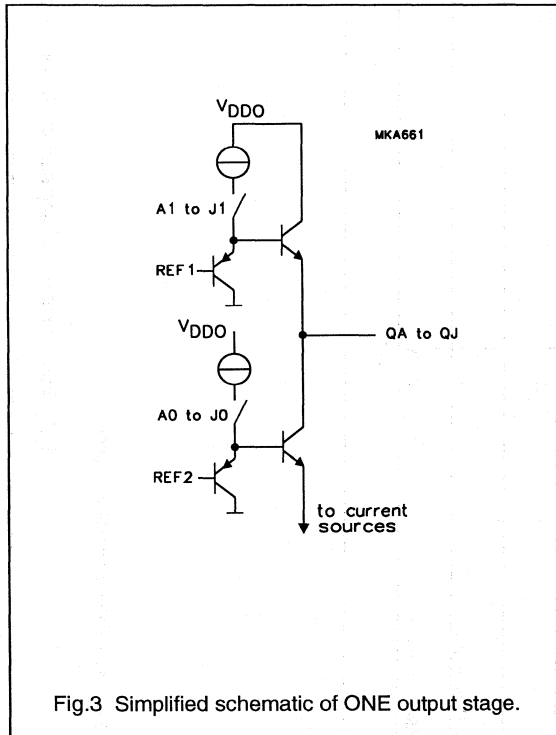 VDDO
MKA661
A1 to J1
REF1
VDDO
QA to QJ
A0 to J0
REF2
to current
sources
Fig.3 Simplified schematic of ONE output stage.